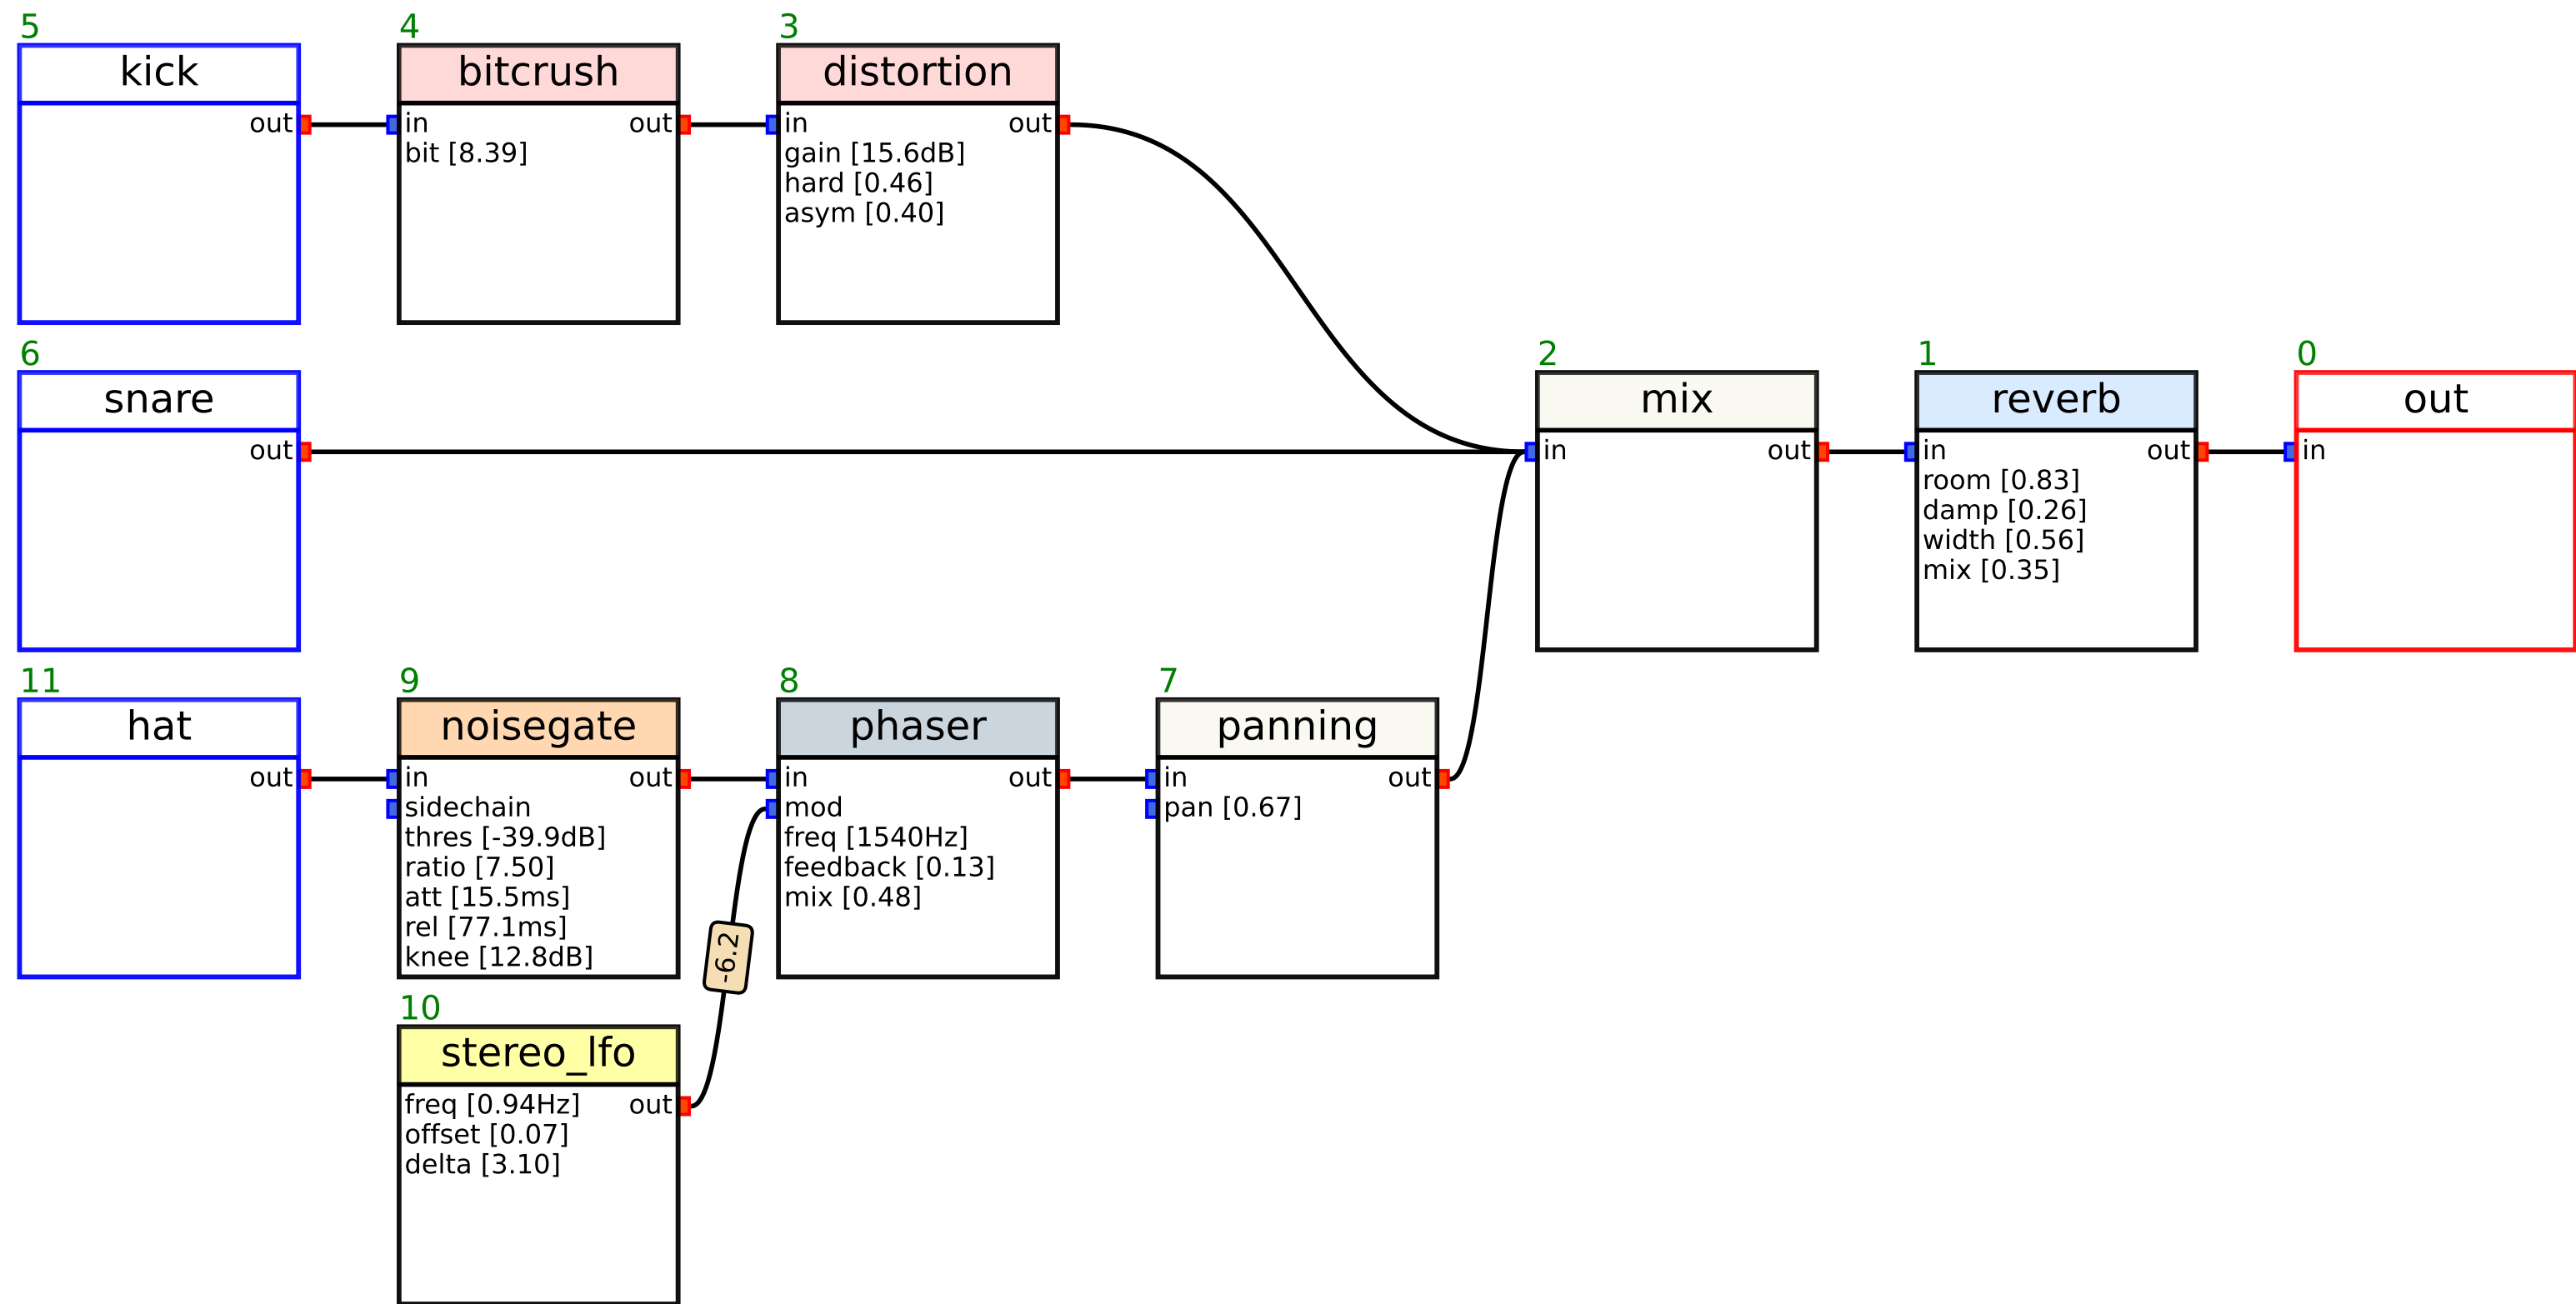 5
kick
out
4
bitcrush
in out
bit [8.39]
3
distortion
in out
gain [15.6dB]
hard [0.46]
asym [0.40]
6
snare
out
2
mix
in out
1
reverb
in out
room [0.83]
damp [0.26]
width [0.56]
mix [0.35]
0
out
in
11
hat
out
9
noisegate
in out
sidechain
thres [-39.9dB]
ratio [7.50]
att [15.5ms]
rel [77.1ms]
knee [12.8dB]
8
phaser
in out
mod
freq [1540Hz]
feedback [0.13]
mix [0.48]
7
panning
in out
pan [0.67]
-6.2
10
stereo_lfo
freq [0.94Hz] out
offset [0.07]
delta [3.10]